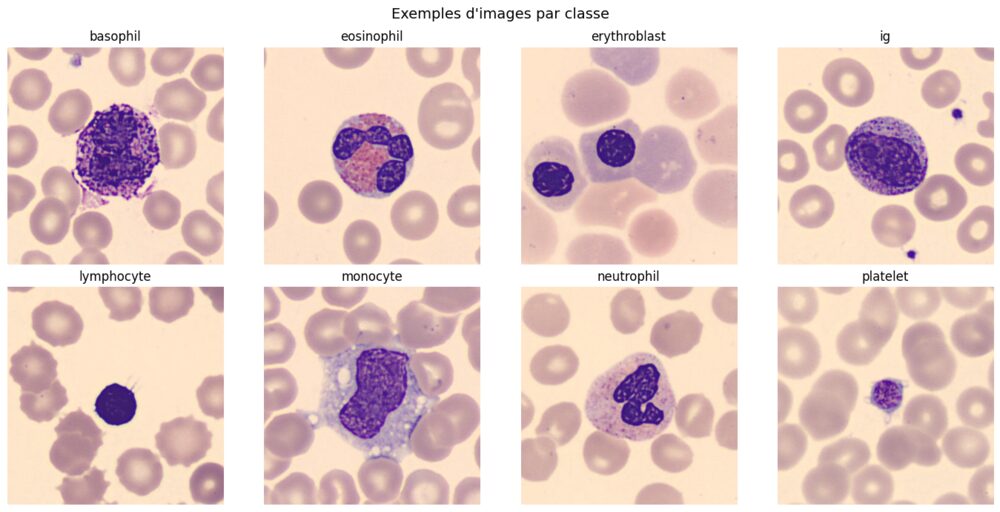 Exemples d'images par classe
basophil
eosinophil
erythroblast
ig
lymphocyte
monocyte
neutrophil
platelet